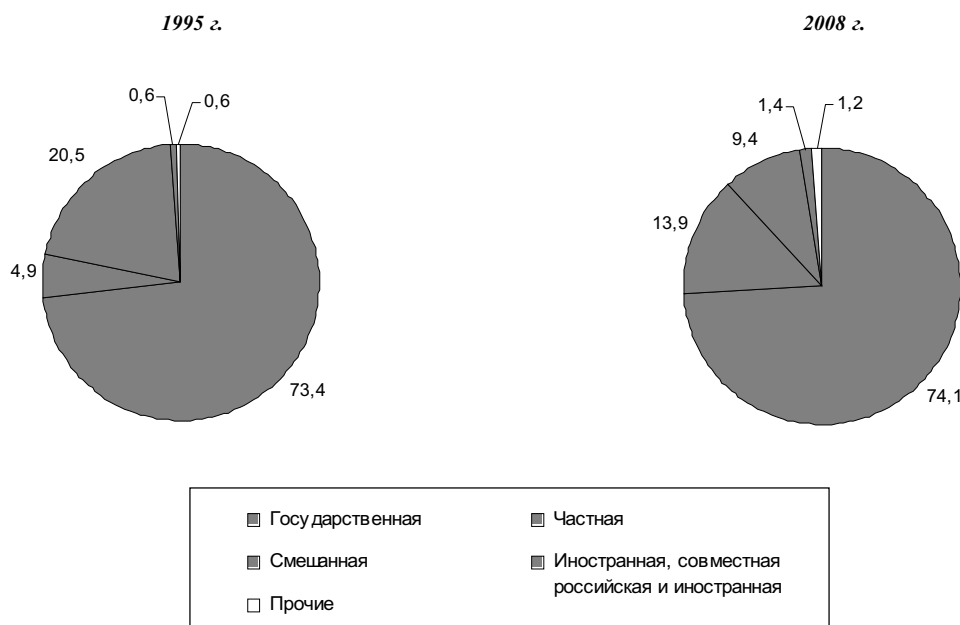 1995 г.
2008 г.
0,6
0,6
20,5
4,9
73,4
1,4
1,2
9,4
13,9
74,1
Государственная
Частная
Смешанная
Иностранная, совместная
российская и иностранная
Прочие